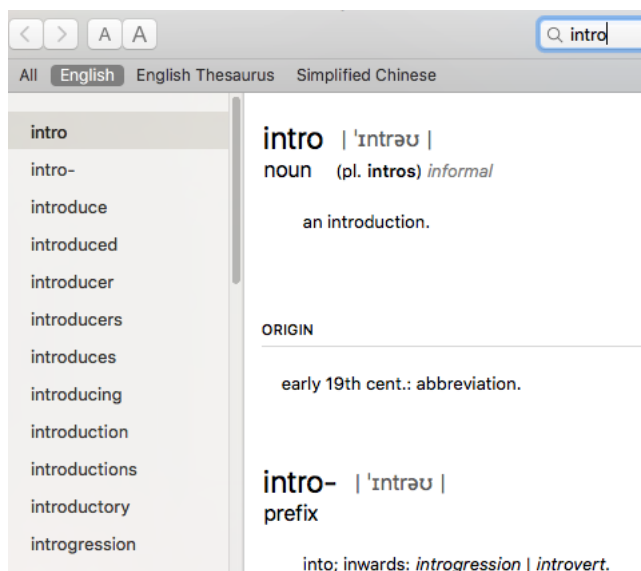 A A
intro
All English English Thesaurus Simplified Chinese
intro
intro-
introduce
introduced
introducer
introducers
introduces
introducing
introduction
introductions
introductory
introgression
intro | ˈɪntrəʊ |
noun (pl. intros) informal
an introduction.
ORIGIN
early 19th cent.: abbreviation.
intro- | ˈɪntrəʊ |
prefix
into; inwards: introgression | introvert.